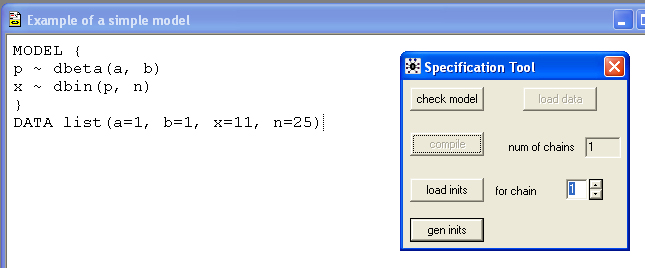 Example of a simple model
MODEL {
p ~ dbeta(a, b)
x ~ dbin(p, n)
}
DATA list(a=1, b=1, x=11, n=25)
Specification Tool
check model load data
compile num of chains 1
load inits for chain 1
gen inits